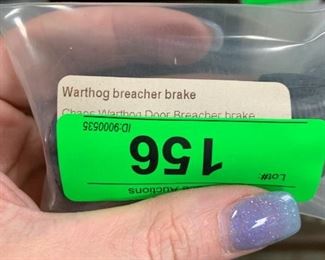 Warthog breacher brake
Chaos Warthog Door Breacher brake
Lot#:
156
ID:9000535
Auctions